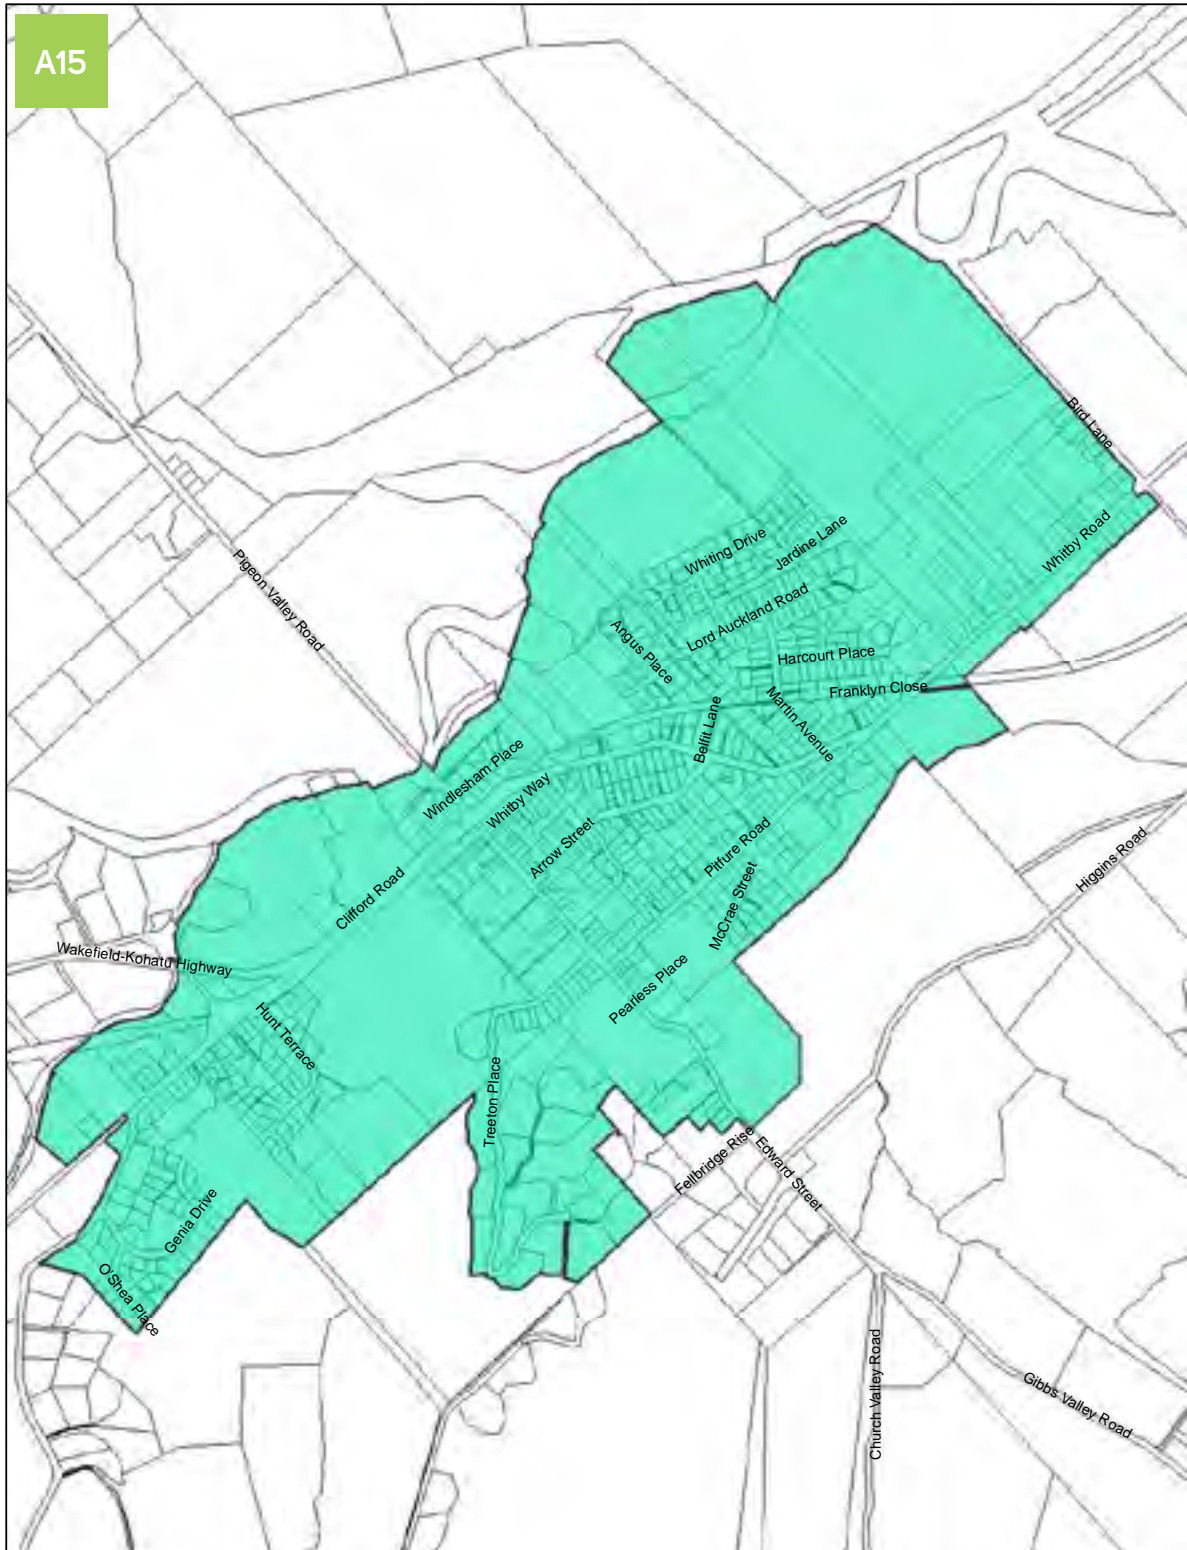 A15
Bird Lane
Whitby Road
Whiting Drive
Jardine Lane
Lord Auckland Road
Pigeon Valley Road
Angus Place
Harcourt Place
Franklyn Close
Martin Avenue
Belfit Lane
Windlesham Place
Whitby Way
Arrow Street
Pitfure Road
Higgins Road
Clifford Road
McCrae Street
Wakefield-Kohatu Highway
Pearless Place
Hunt Terrace
Treeton Place
Fellbridge Rise
Edward Street
Genia Drive
O'Shea Place
Church Valley Road
Gibbs Valley Road